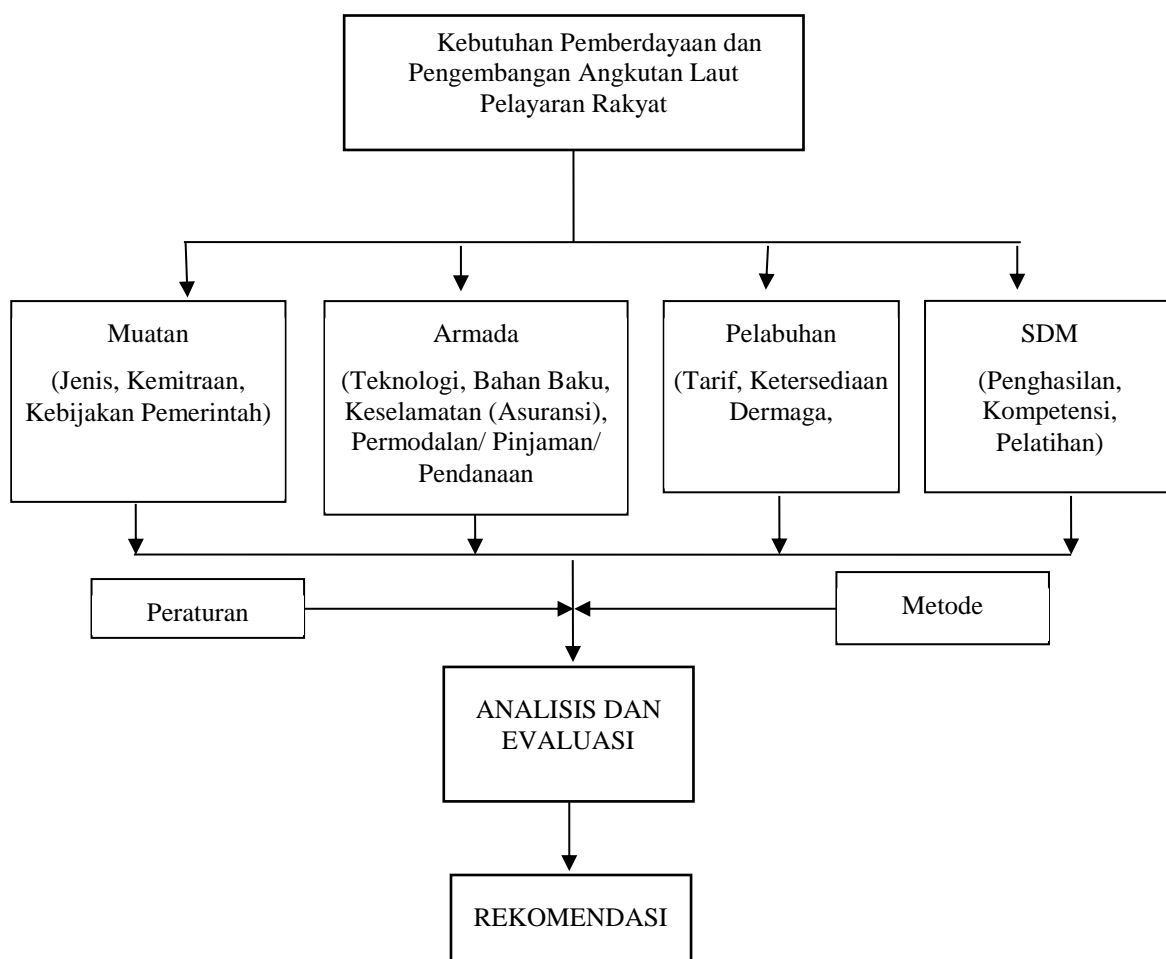 Kebutuhan Pemberdayaan dan
Pengembangan Angkutan Laut
Pelayaran Rakyat
Muatan
(Jenis, Kemitraan,
Kebijakan Pemerintah)
Armada
(Teknologi, Bahan Baku,
Keselamatan (Asuransi),
Permodalan/ Pinjaman/
Pendanaan
Pelabuhan
(Tarif, Ketersediaan
Dermaga,
SDM
(Penghasilan,
Kompetensi,
Pelatihan)
Peraturan
Metode
ANALISIS DAN
EVALUASI
REKOMENDASI